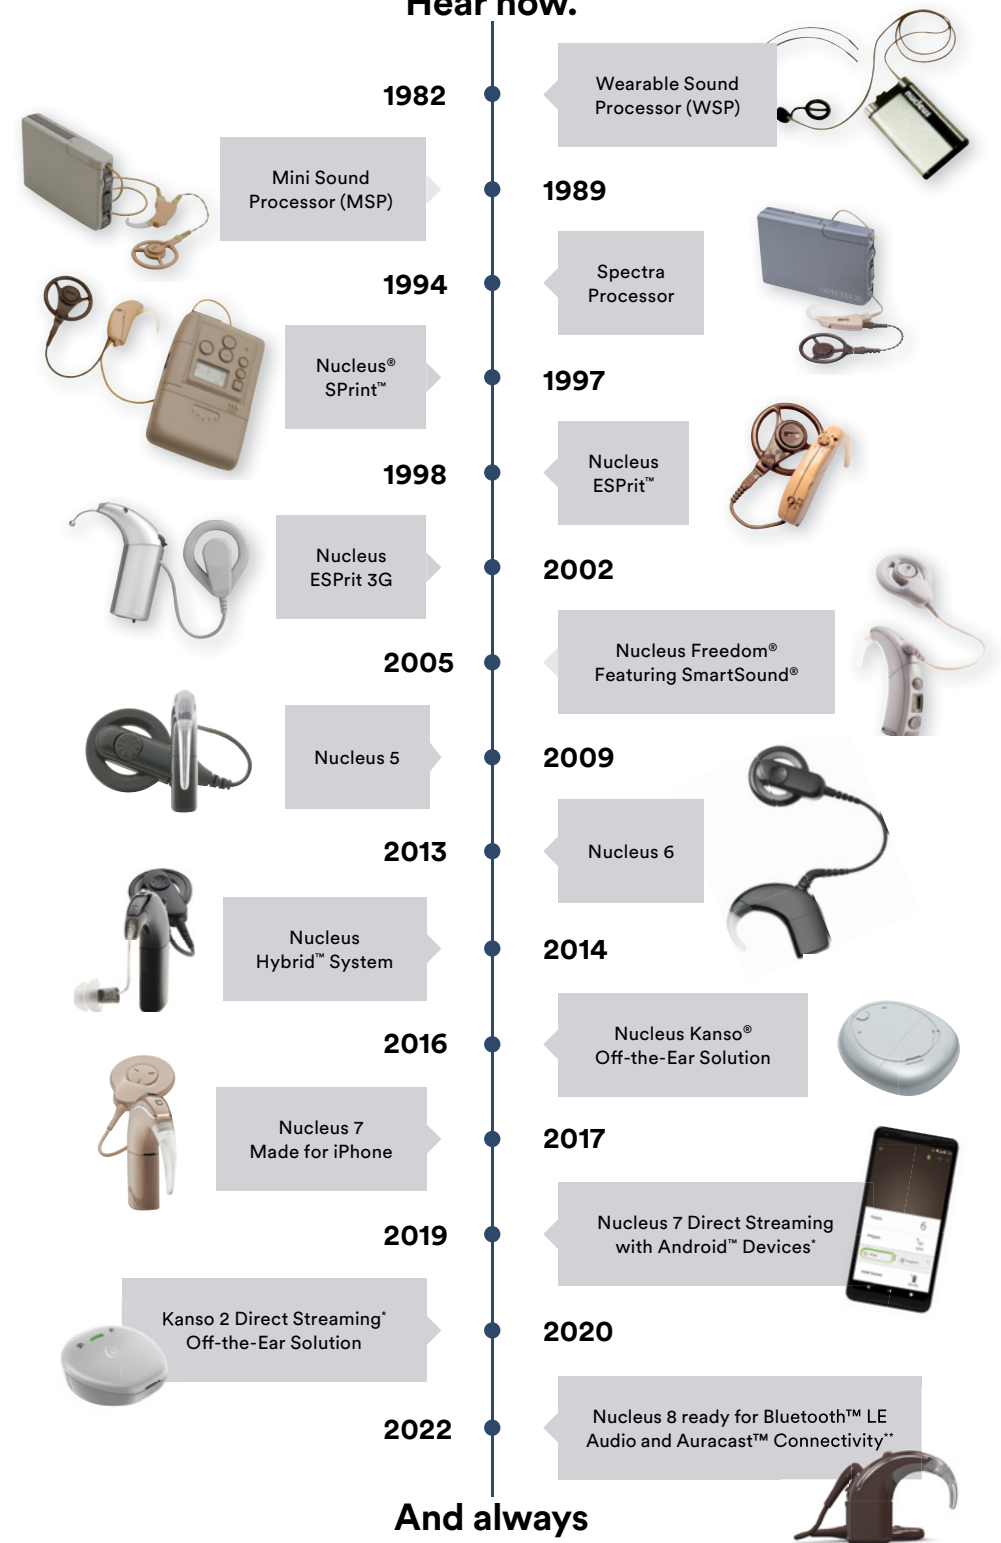 Hear now.
1982
Wearable Sound
Processor (WSP)
Mini Sound
Processor (MSP)
1989
1994
Spectra
Processor
Nucleus®
SPrint™
1997
1998
Nucleus
ESPrit™
Nucleus
ESPrit 3G
2002
2005
Nucleus Freedom®
Featuring SmartSound®
Nucleus 5
2009
2013
Nucleus 6
Nucleus
Hybrid™ System
2014
2016
Nucleus Kanso®
Off-the-Ear Solution
Nucleus 7
Made for iPhone
2017
2019
Nucleus 7 Direct Streaming
with Android™ Devices*
Kanso 2 Direct Streaming*
Off-the-Ear Solution
2020
2022
Nucleus 8 ready for Bluetooth™ LE
Audio and Auracast™ Connectivity**
And always